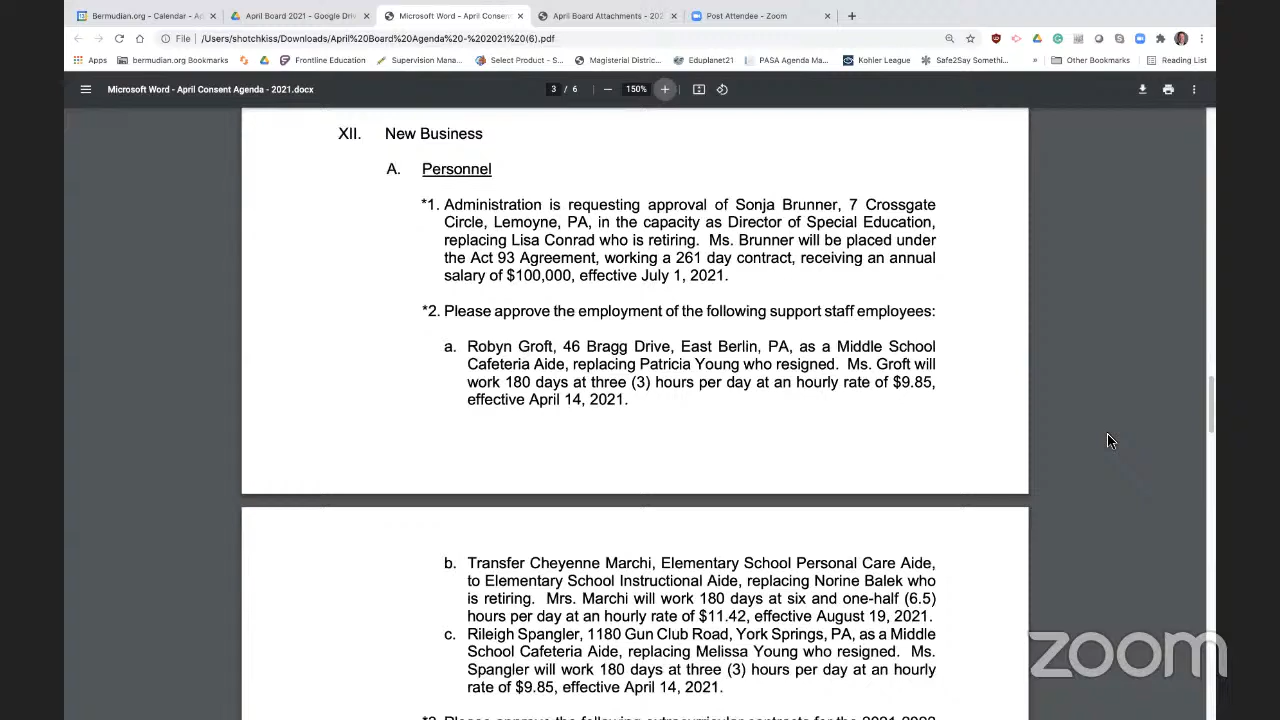 Bermudian.org - Calendar - Ap
April Board 2021 - Google Driv
Microsoft Word - April Consent
April Board Attachments - 202
Post Attendee - Zoom
File
/Users/shotchkiss/Downloads/April%20Board%20Agenda%20-%202021%20(6).pdf
Apps
bermudian.org Bookmarks
Frontline Education
Supervision Mana...
Select Product - S...
Magisterial Distric...
Eduplanet21
PASA Agenda Ma...
Kohler League
Safe2Say Somethi...
»
Other Bookmarks
Reading List
Microsoft Word - April Consent Agenda - 2021.docx
3 / 6
150%
XII. New Business
A. Personnel
*1. Administration is requesting approval of Sonja Brunner, 7 Crossgate
Circle, Lemoyne, PA, in the capacity as Director of Special Education,
replacing Lisa Conrad who is retiring. Ms. Brunner will be placed under
the Act 93 Agreement, working a 261 day contract, receiving an annual
salary of $100,000, effective July 1, 2021.
*2. Please approve the employment of the following support staff employees:
a. Robyn Groft, 46 Bragg Drive, East Berlin, PA, as a Middle School
Cafeteria Aide, replacing Patricia Young who resigned. Ms. Groft will
work 180 days at three (3) hours per day at an hourly rate of $9.85,
effective April 14, 2021.
b. Transfer Cheyenne Marchi, Elementary School Personal Care Aide,
to Elementary School Instructional Aide, replacing Norine Balek who
is retiring. Mrs. Marchi will work 180 days at six and one-half (6.5)
hours per day at an hourly rate of $11.42, effective August 19, 2021.
c. Rileigh Spangler, 1180 Gun Club Road, York Springs, PA, as a Middle
School Cafeteria Aide, replacing Melissa Young who resigned. Ms.
Spangler will work 180 days at three (3) hours per day at an hourly
rate of $9.85, effective April 14, 2021.
*3. Please approve the following extracurricular contracts for the 2021-2022
zoom